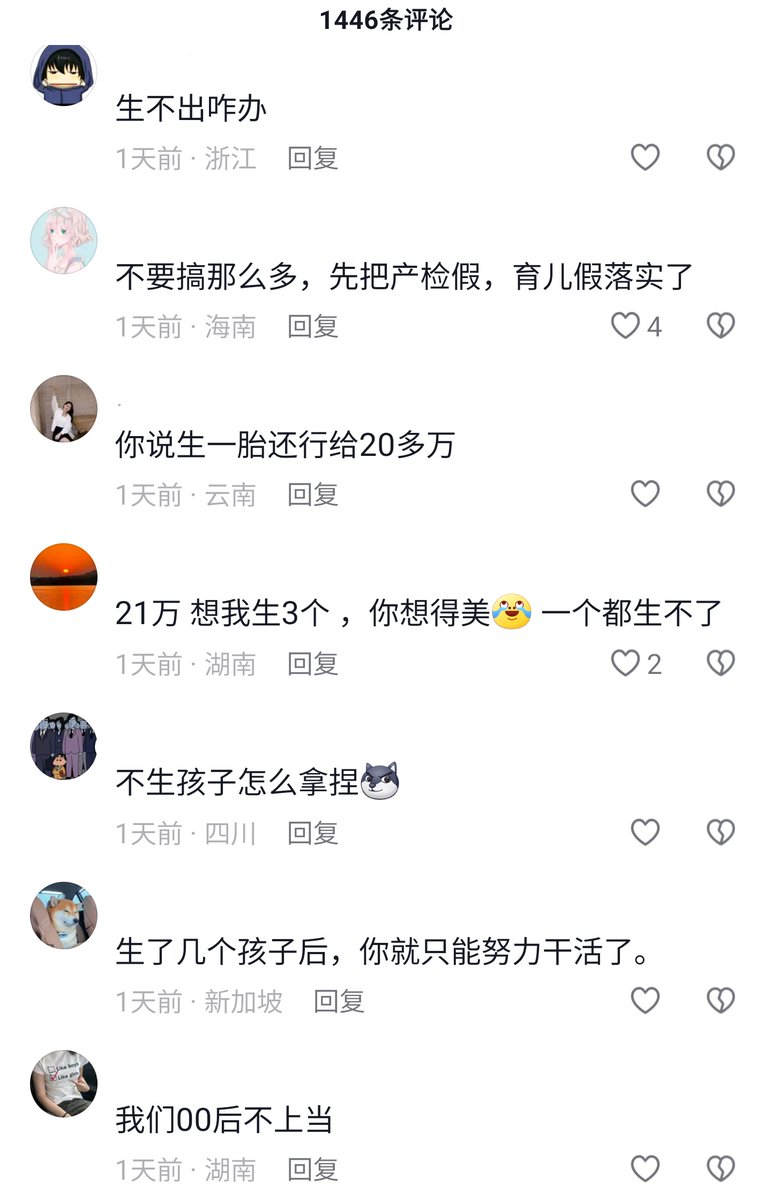 1446条评论
生不出咋办
1天前 · 浙江 回复
不要搞那么多，先把产检假，育儿假落实了
1天前 · 海南 回复 4
你说生一胎还行给20多万
1天前 · 云南 回复
21万 想我生3个 ，你想得美😂 一个都生不了
1天前 · 湖南 回复 2
不生孩子怎么拿捏
1天前 · 四川 回复
生了几个孩子后，你就只能努力干活了。
1天前 · 新加坡 回复
Like boys
Like girls
我们00后不上当
1天前 · 湖南 回复